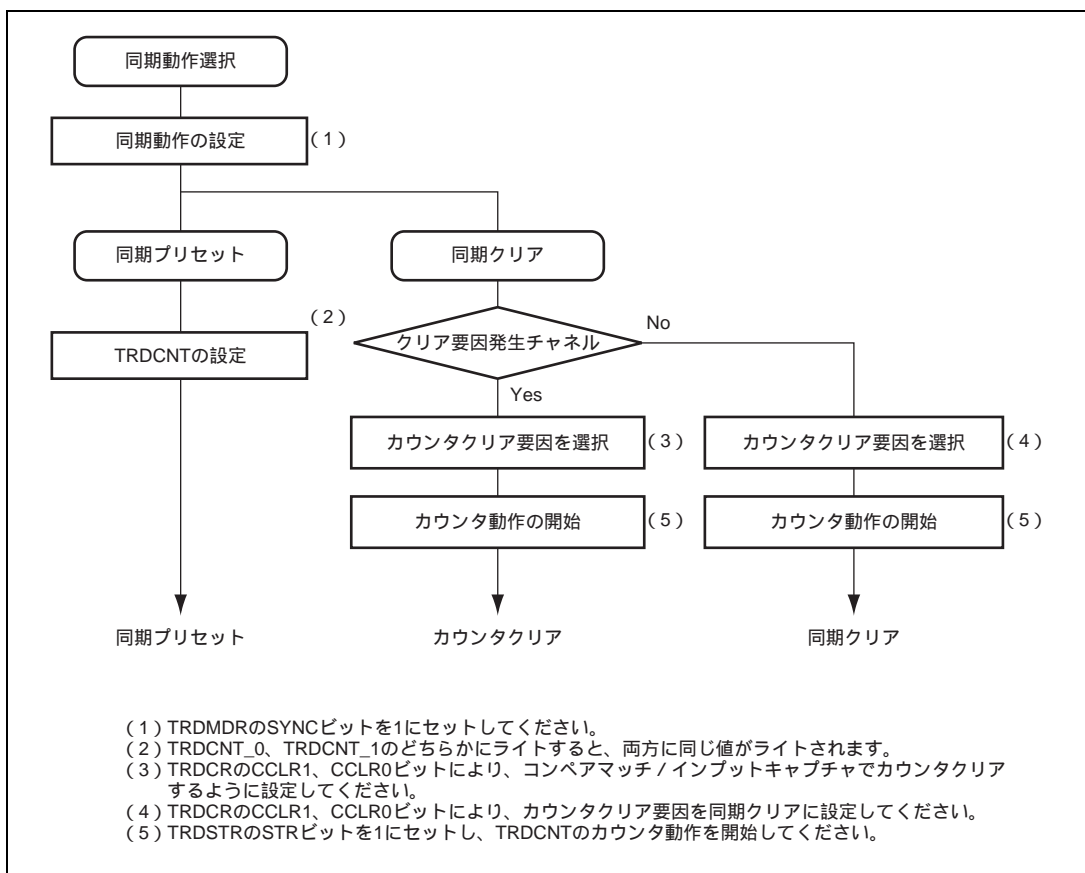 同期動作選択
同期動作の設定
（1）
同期プリセット
同期クリア
（2）
TRDCNTの設定
クリア要因発生チャネル
No
Yes
カウンタクリア要因を選択
（3）
カウンタクリア要因を選択
（4）
カウンタ動作の開始
（5）
カウンタ動作の開始
（5）
同期プリセット
カウンタクリア
同期クリア
（1）TRDMDRのSYNCビットを1にセットしてください。
（2）TRDCNT_0、TRDCNT_1のどちらかにライトすると、両方に同じ値がライトされます。
（3）TRDCRのCCLR1、CCLR0ビットにより、コンペアマッチ / インプットキャプチャでカウンタクリア
するように設定してください。
（4）TRDCRのCCLR1、CCLR0ビットにより、カウンタクリア要因を同期クリアに設定してください。
（5）TRDSTRのSTRビットを1にセットし、TRDCNTのカウンタ動作を開始してください。